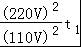 (220V)²
(110V)² t₁